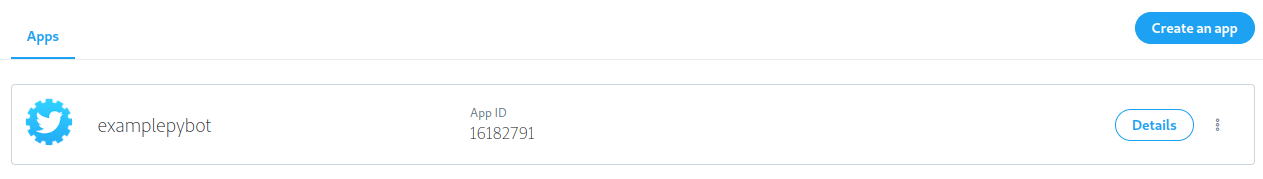 Create an app
Apps
examplepybot
App ID
16182791
Details